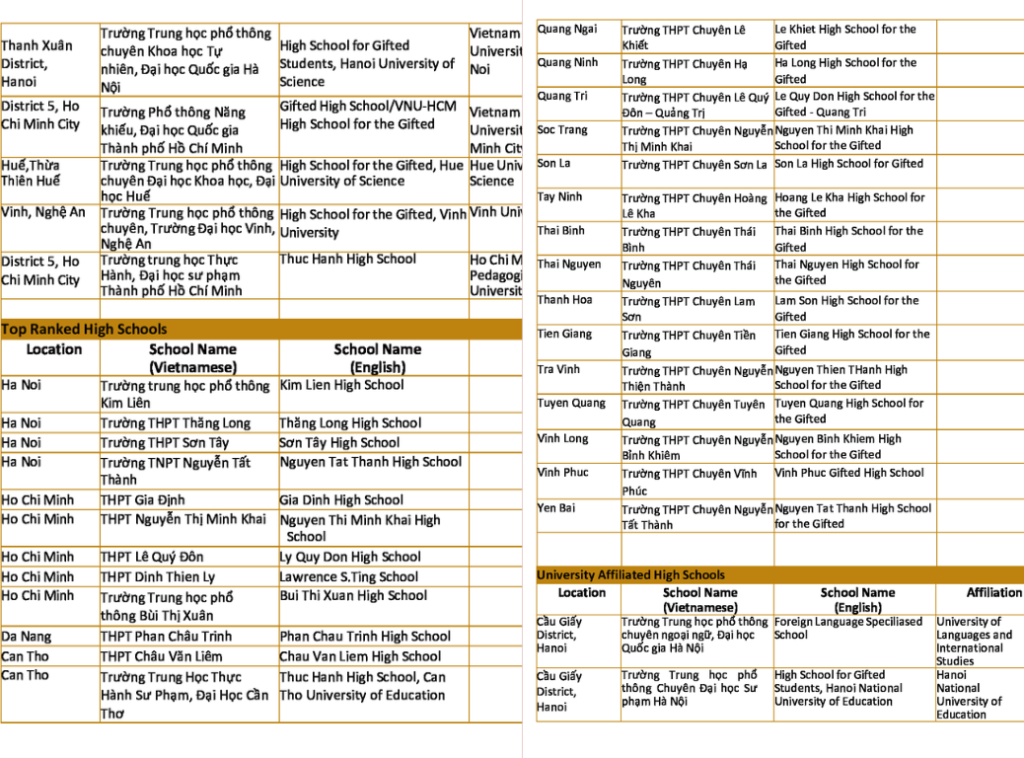 Thanh Xuân
District,
Hanoi
Trường Trung học phổ thông
chuyên Khoa học Tự
nhiên, Đại học Quốc gia Hà
Nội
High School for Gifted
Students, Hanoi University of
Science
Vietnam
Universit
Noi
District 5, Ho
Chi Minh City
Trường Phổ thông Năng
khiếu, Đại học Quốc gia
Thành phố Hồ Chí Minh
Gifted High School/VNU-HCM
High School for the Gifted
Vietnam
Universit
Minh City
Huế,Thừa
Thiên Huế
Trường Trung học phổ thông
chuyên Đại học Khoa học, Đại
học Huế
High School for the Gifted, Hue
University of Science
Hue Univ
Science
Vinh, Nghệ An
Trường Trung học phổ thông
chuyên, Trường Đại học Vinh,
Nghệ An
High School for the Gifted, Vinh
University
Vinh Univ
District 5, Ho
Chi Minh City
Trường trung học Thực
Hành, Đại học sư phạm
Thành phố Hồ Chí Minh
Thuc Hanh High School
Ho Chi M
Pedagogi
Universit
Top Ranked High Schools
Location
School Name
(Vietnamese)
School Name
(English)
Ha Noi
Trường trung học phổ thông
Kim Liên
Kim Lien High School
Ha Noi
Trường THPT Thăng Long
Thăng Long High School
Ha Noi
Trường THPT Sơn Tây
Sơn Tây High School
Ha Noi
Trường TNPT Nguyễn Tất
Thành
Nguyen Tat Thanh High School
Ho Chi Minh
THPT Gia Định
Gia Dinh High School
Ho Chi Minh
THPT Nguyễn Thị Minh Khai
Nguyen Thi Minh Khai High
School
Ho Chi Minh
THPT Lê Quý Đôn
Ly Quy Don High School
Ho Chi Minh
THPT Dinh Thien Ly
Lawrence S.Ting School
Ho Chi Minh
Trường Trung học phổ
thông Bùi Thị Xuân
Bui Thi Xuan High School
Da Nang
THPT Phan Châu Trinh
Phan Chau Trinh High School
Can Tho
THPT Châu Văn Liêm
Chau Van Liem High School
Can Tho
Trường Trung Học Thực
Hành Sư Phạm, Đại Học Cần
Thơ
Thuc Hanh High School, Can
Tho University of Education
Quang Ngai
Trường THPT Chuyên Lê
Khiết
Le Khiet High School for the
Gifted
Quang Ninh
Trường THPT Chuyên Hạ
Long
Ha Long High School for the
Gifted
Quang Tri
Trường THPT Chuyên Lê Quý
Đôn – Quảng Trị
Le Quy Don High School for the
Gifted - Quang Tri
Soc Trang
Trường THPT Chuyên Nguyễn
Thị Minh Khai
Nguyen Thi Minh Khai High
School for the Gifted
Son La
Trường THPT Chuyên Sơn La
Son La High School for Gifted
Tay Ninh
Trường THPT Chuyên Hoàng
Lê Kha
Hoang Le Kha High School for
the Gifted
Thai Binh
Trường THPT Chuyên Thái
Bình
Thai Binh High School for the
Gifted
Thai Nguyen
Trường THPT Chuyên Thái
Nguyên
Thai Nguyen High School for
the Gifted
Thanh Hoa
Trường THPT Chuyên Lam
Sơn
Lam Son High School for the
Gifted
Tien Giang
Trường THPT Chuyên Tiền
Giang
Tien Giang High School for the
Gifted
Tra Vinh
Trường THPT Chuyên Nguyễn
Thiện Thành
Nguyen Thien THanh High
School for the Gifted
Tuyen Quang
Trường THPT Chuyên Tuyên
Quang
Tuyen Quang High School for
the Gifted
Vinh Long
Trường THPT Chuyên Nguyễn
Bỉnh Khiêm
Nguyen Binh Khiem High
School for the Gifted
Vinh Phuc
Trường THPT Chuyên Vĩnh
Phúc
Vinh Phuc Gifted High School
Yen Bai
Trường THPT Chuyên Nguyễn
Tất Thành
Nguyen Tat Thanh High School
for the Gifted
University Affiliated High Schools
Location
School Name
(Vietnamese)
School Name
(English)
Affiliation
Cầu Giấy
District,
Hanoi
Trường Trung học phổ thông
chuyên ngoại ngữ, Đại học
Quốc gia Hà Nội
Foreign Language Speciliased
School
University of
Languages and
International
Studies
Cầu Giấy
District,
Hanoi
Trường Trung học phổ
thông Chuyên Đại học Sư
phạm Hà Nội
High School for Gifted
Students, Hanoi National
University of Education
Hanoi
National
University of
Education